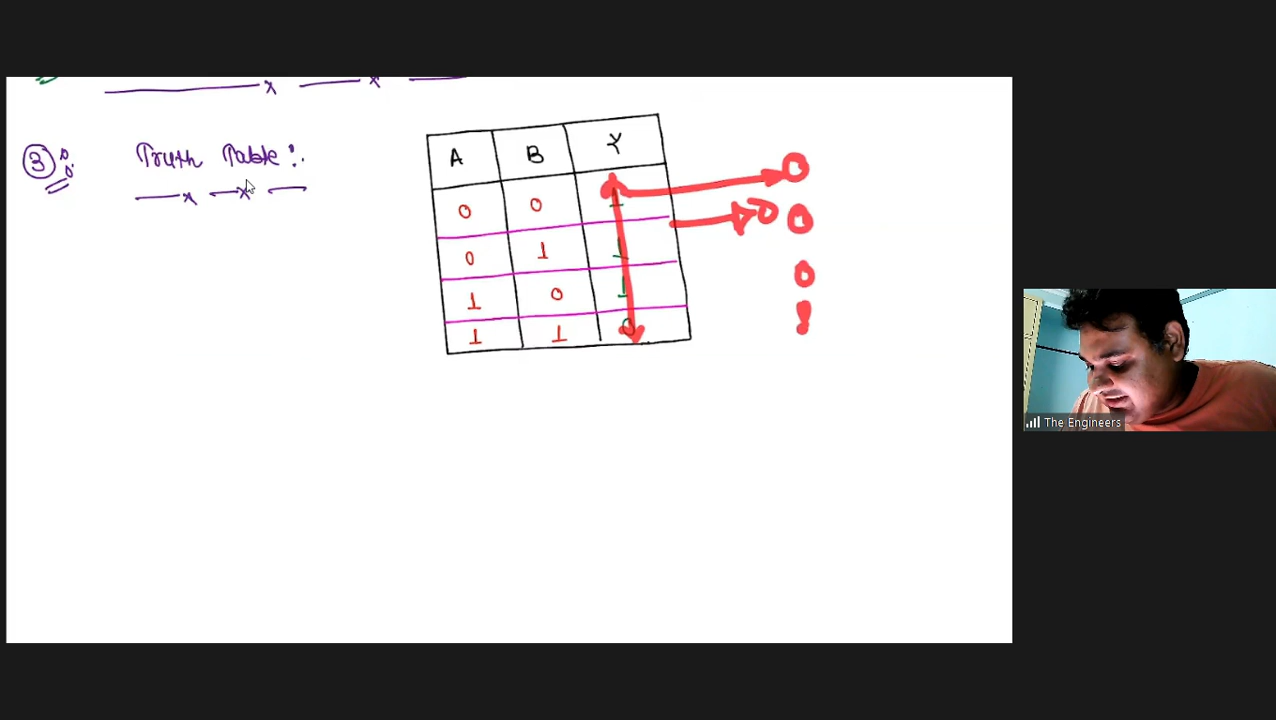 3
Truth Table :.
A B Y
0 0 1 0
0 1 1 0 0
1 0 1 0
1 1 0 1
The Engineers